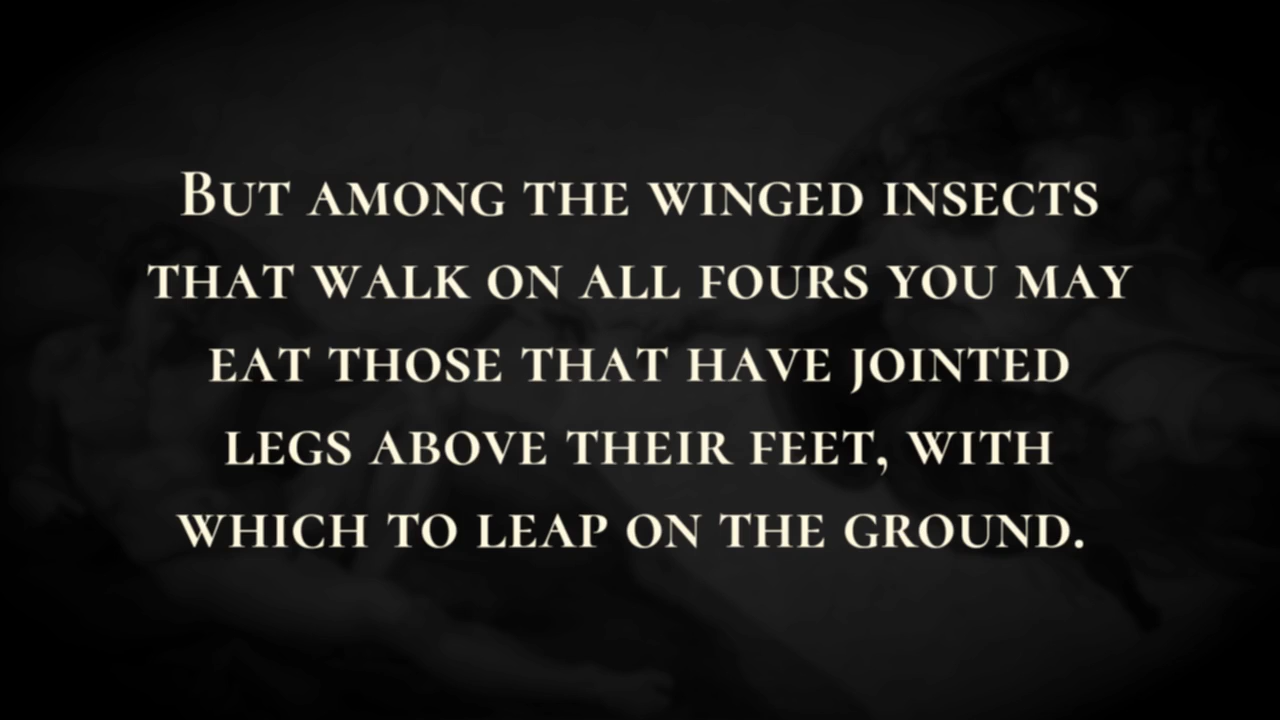 But among the winged insects
that walk on all fours you may
eat those that have jointed
legs above their feet, with
which to leap on the ground.